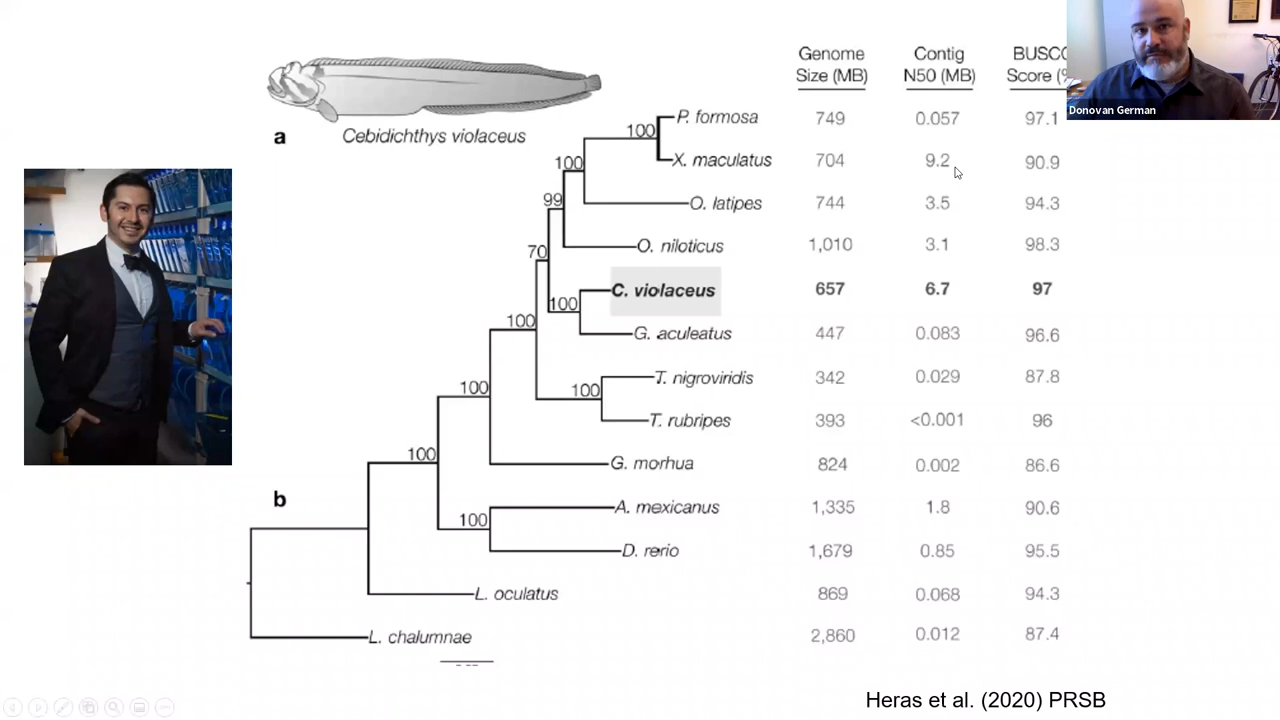 Donovan German
a
Cebidichthys violaceus
Genome Size (MB)
Contig N50 (MB)
BUSCO
Score (%
P. formosa 749 0.057 97.1
X. maculatus 704 9.2 90.9
O. latipes 744 3.5 94.3
O. niloticus 1,010 3.1 98.3
C. violaceus 657 6.7 97
G. aculeatus 447 0.083 96.6
T. nigroviridis 342 0.029 87.8
T. rubripes 393 <0.001 96
G. morhua 824 0.002 86.6
A. mexicanus 1,335 1.8 90.6
D. rerio 1,679 0.85 95.5
L. oculatus 869 0.068 94.3
L. chalumnae 2,860 0.012 87.4
100
100
99
70
100
100
100
100
100
100
b
Heras et al. (2020) PRSB